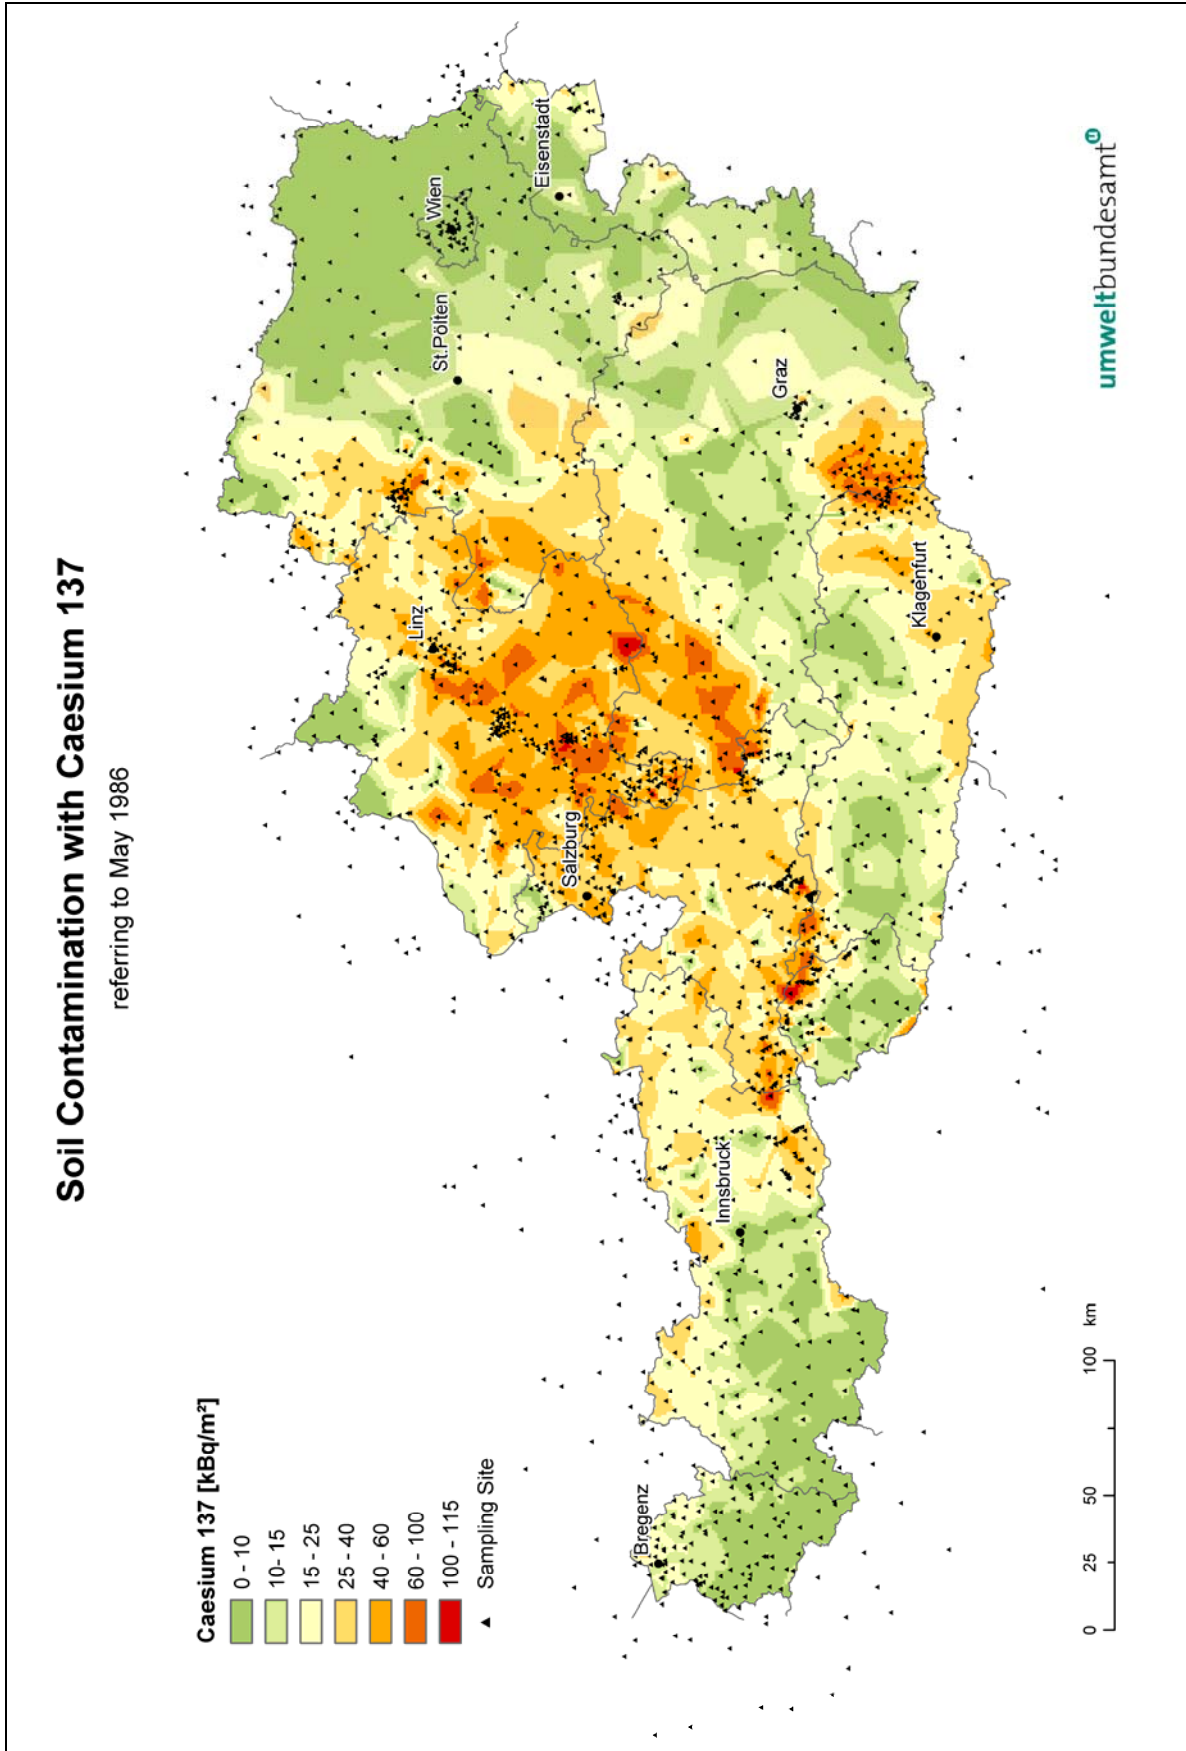 Soil Contamination with Caesium 137
referring to May 1986
Caesium 137 [kBq/m²]
0 - 10
10- 15
15 - 25
25 - 40
40 - 60
60 - 100
100 - 115
Sampling Site
Linz
St.Pölten
Wien
Eisenstadt
Salzburg
Bregenz
Innsbruck
Graz
Klagenfurt
0 25 50 100 km
umweltbundesamt u